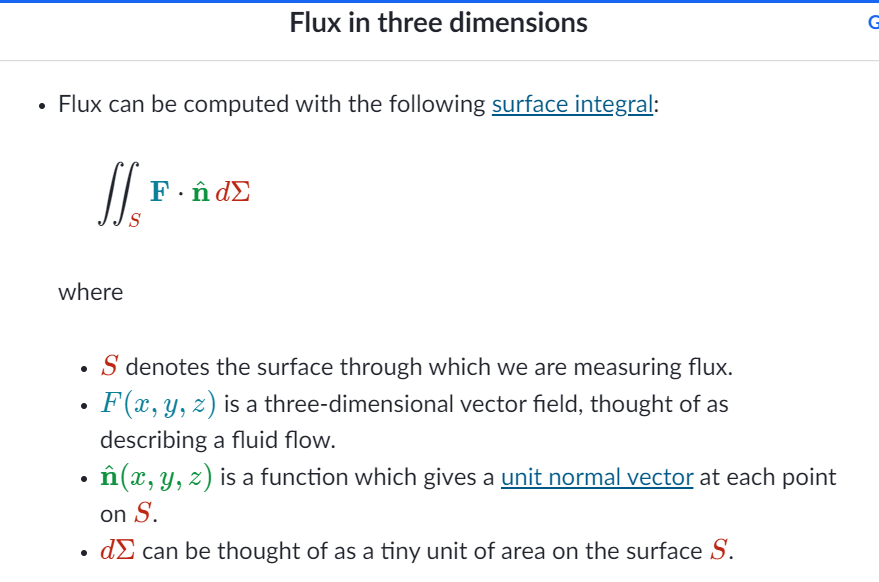 Flux in three dimensions
G
• Flux can be computed with the following surface integral:
∬_S F · n̂ dΣ
where
• S denotes the surface through which we are measuring flux.
• F(x, y, z) is a three-dimensional vector field, thought of as
describing a fluid flow.
• n̂(x, y, z) is a function which gives a unit normal vector at each point
on S.
• dΣ can be thought of as a tiny unit of area on the surface S.